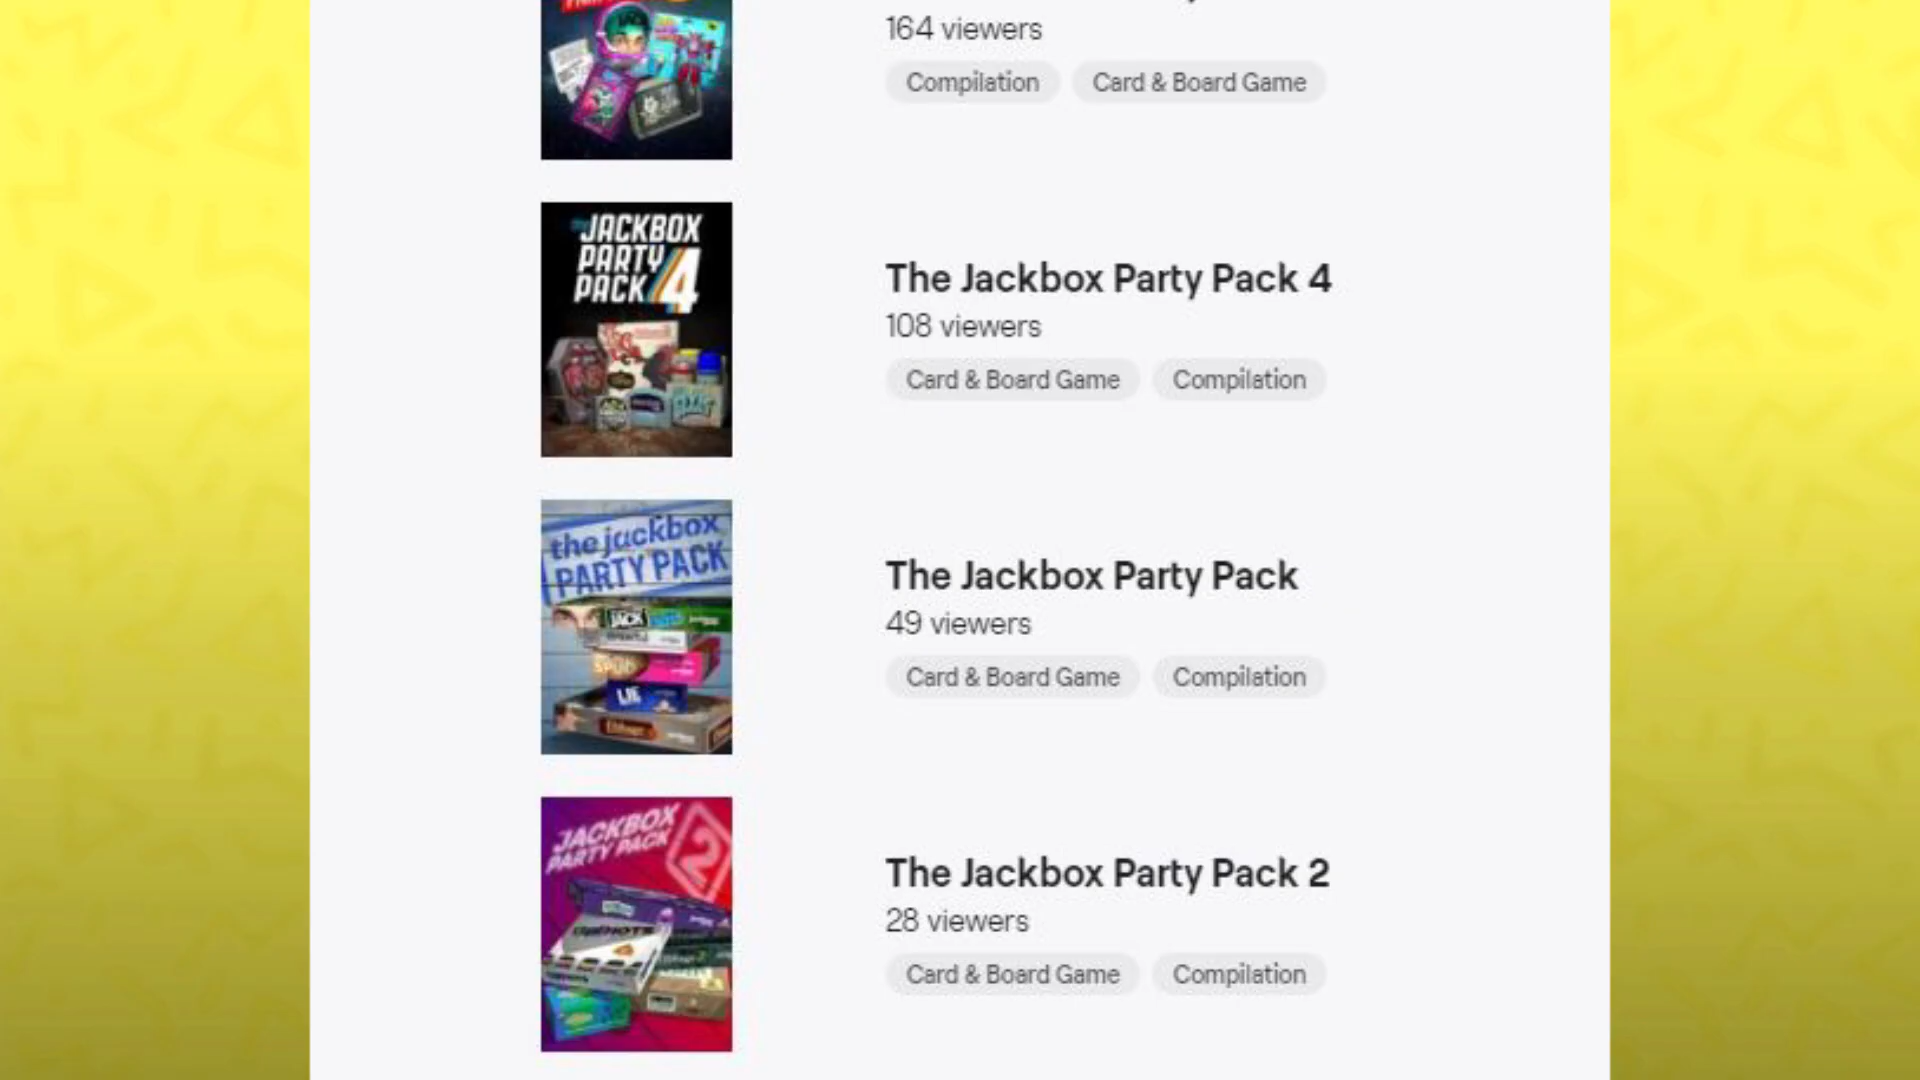 164 viewers
Compilation Card & Board Game
JACKBOX
PARTY
PACK 4
The Jackbox Party Pack 4
108 viewers
Card & Board Game Compilation
the jackbox
PARTY PACK
JACK
LIE
The Jackbox Party Pack
49 viewers
Card & Board Game Compilation
JACKBOX
PARTY PACK
2
The Jackbox Party Pack 2
28 viewers
Card & Board Game Compilation